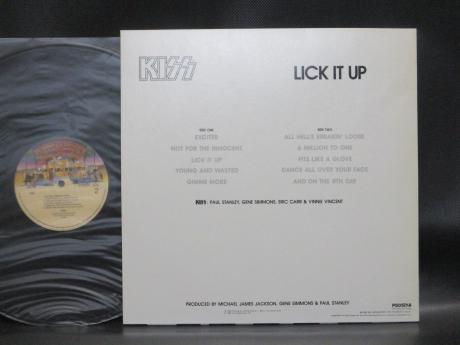 KISS
LICK IT UP
SIDE ONE
EXCITER
NOT FOR THE INNOCENT
LICK IT UP
YOUNG AND WASTED
GIMME MORE
SIDE TWO
ALL HELL'S BREAKIN' LOOSE
A MILLION TO ONE
FITS LIKE A GLOVE
DANCE ALL OVER YOUR FACE
AND ON THE 8TH DAY
KISS: PAUL STANLEY, GENE SIMMONS, ERIC CARR & VINNIE VINCENT
PRODUCED BY MICHAEL JAMES JACKSON, GENE SIMMONS & PAUL STANLEY